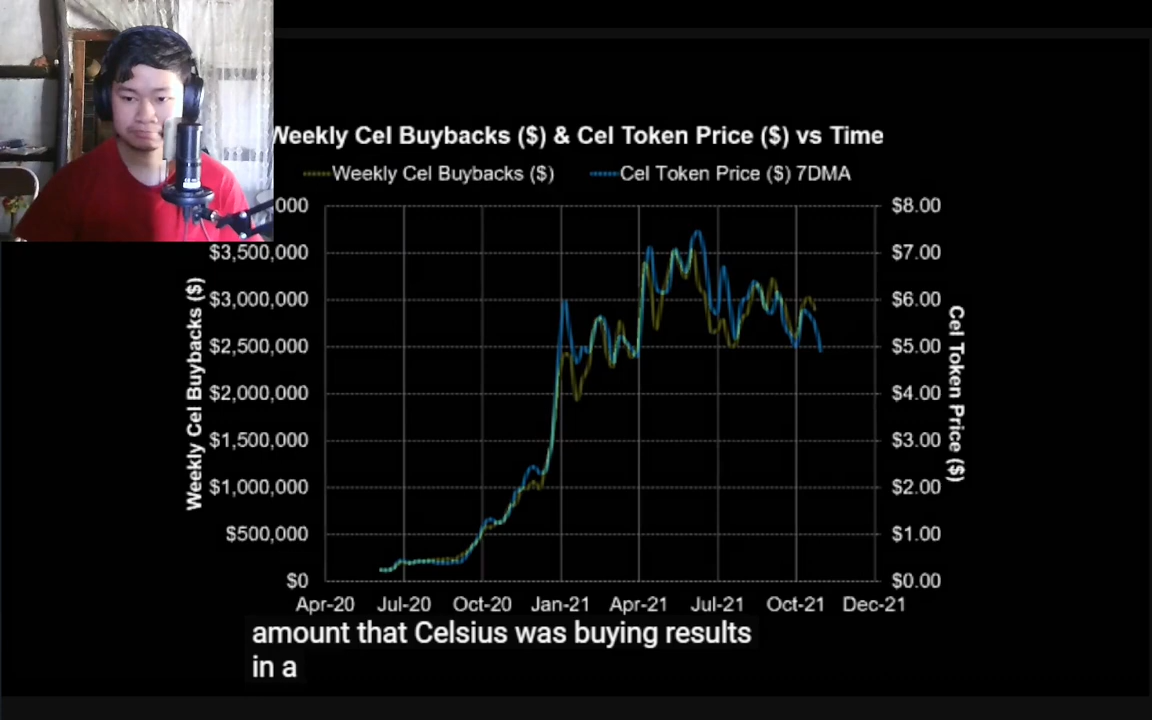 Weekly Cel Buybacks ($) & Cel Token Price ($) vs Time
Weekly Cel Buybacks ($)
Cel Token Price ($) 7DMA
000
$3,500,000
$3,000,000
$2,500,000
$2,000,000
$1,500,000
$1,000,000
$500,000
$0
Weekly Cel Buybacks ($)
$8.00
$7.00
$6.00
$5.00
$4.00
$3.00
$2.00
$1.00
$0.00
Cel Token Price ($)
Apr-20 Jul-20 Oct-20 Jan-21 Apr-21 Jul-21 Oct-21 Dec-21
amount that Celsius was buying results
in a